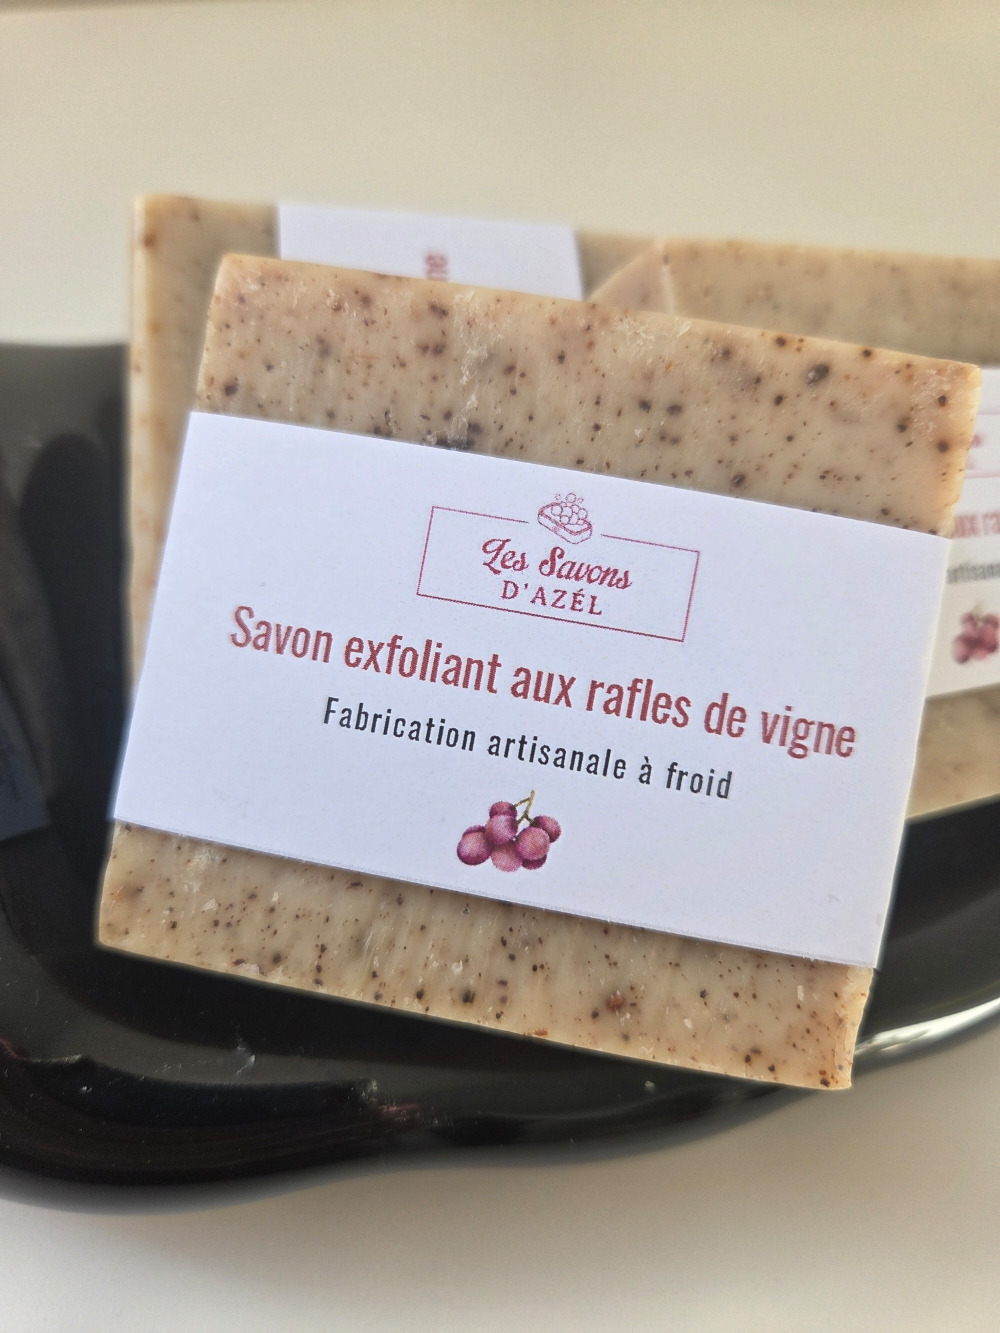 Les Savons
D'AZÉL
Savon exfoliant aux rafles de vigne
Fabrication artisanale à froid